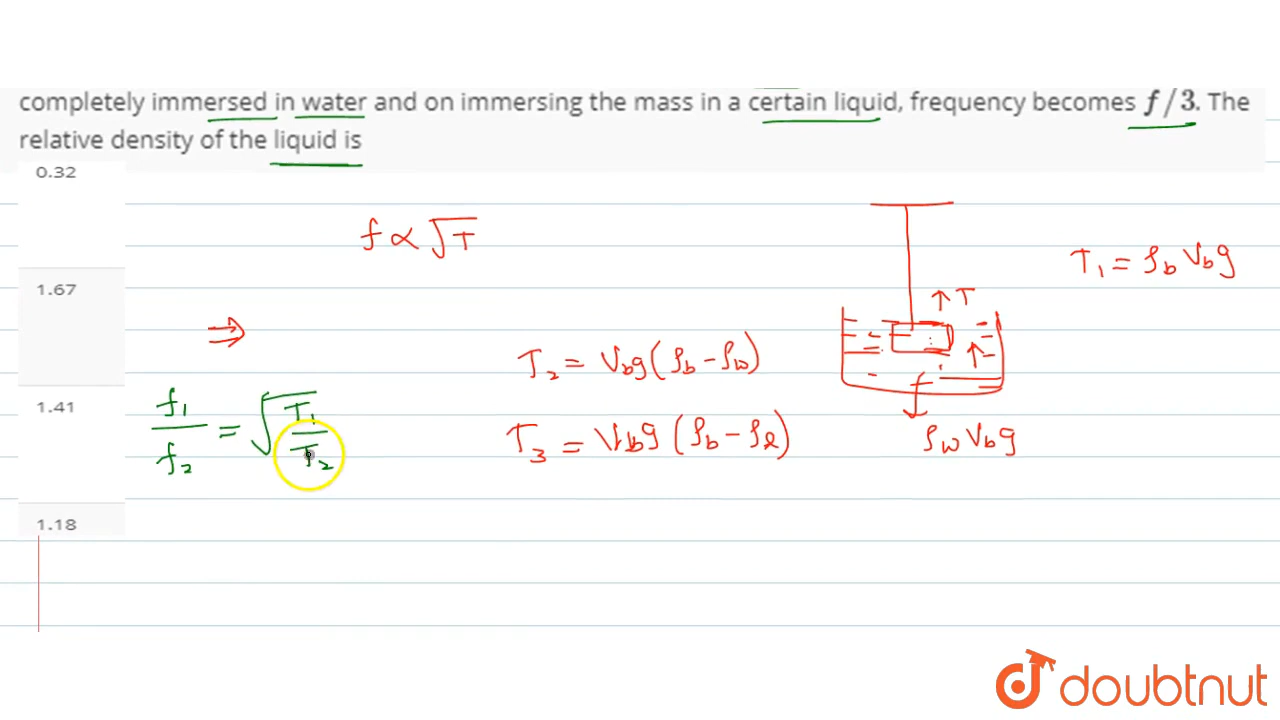 completely immersed in water and on immersing the mass in a certain liquid, frequency becomes f/3. The
relative density of the liquid is
0.32
1.67
1.41
1.18
f ∝ √T
⇒
f₁/f₂ = √(T₁/T₂)
T₂ = V_b g (ρ_b − ρ_w)
T₃ = V_b g (ρ_b − ρ_l)
↑ T
ρ_w V_b g
T₁ = ρ_b V_b g
doubtnut